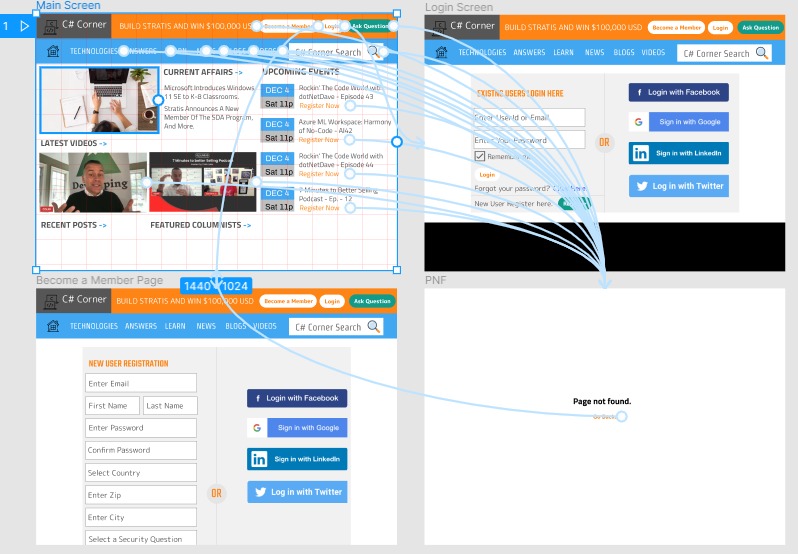 Main Screen
1
C# Corner
BUILD STRATIS AND WIN $100,000 USD
Become a Member
Login
Ask Question
TECHNOLOGIES ANSWERS LEARN
C# Corner Search
CURRENT AFFAIRS ->
Microsoft Introduces Windows
11 SE to K-8 Classrooms.
Stratis Announces A New
Member Of The SDA Program,
And More.
UPCOMING EVENTS
DEC 4
Sat 11p
Rockin' The Code World with
dotNetDave - Episode 43
Register Now
DEC 4
Sat 11p
Azure ML Workspace: Harmony
of No-Code - AI42
Register Now
LATEST VIDEOS ->
DEC 4
Sat 11p
Rockin' The Code World with
dotNetDave - Episode 44
Register Now
DEC 4
Sat 11p
7 Minutes to Better Selling
Podcast - Ep. - 12
Register Now
7 Minutes to Better Selling Podcast
RECENT POSTS ->
FEATURED COLUMNISTS ->
Login Screen
C# Corner
BUILD STRATIS AND WIN $100,000 USD
Become a Member
Login
Ask Question
TECHNOLOGIES ANSWERS LEARN NEWS BLOGS VIDEOS
C# Corner Search
EXISTING USERS LOGIN HERE
Enter UserId or Email
Enter Your Password
Remember me
Login
Forgot your password? Click here.
New User Register here.
OR
Login with Facebook
Sign in with Google
Sign in with LinkedIn
Log in with Twitter
Become a Member Page
1440 × 1024
C# Corner
BUILD STRATIS AND WIN $100,000 USD
Become a Member
Login
Ask Question
TECHNOLOGIES ANSWERS LEARN NEWS BLOGS VIDEOS
C# Corner Search
NEW USER REGISTRATION
Enter Email
First Name
Last Name
Enter Password
Confirm Password
Select Country
Enter Zip
Enter City
Select a Security Question
OR
Login with Facebook
Sign in with Google
Sign in with LinkedIn
Log in with Twitter
PNF
Page not found.
Go Back